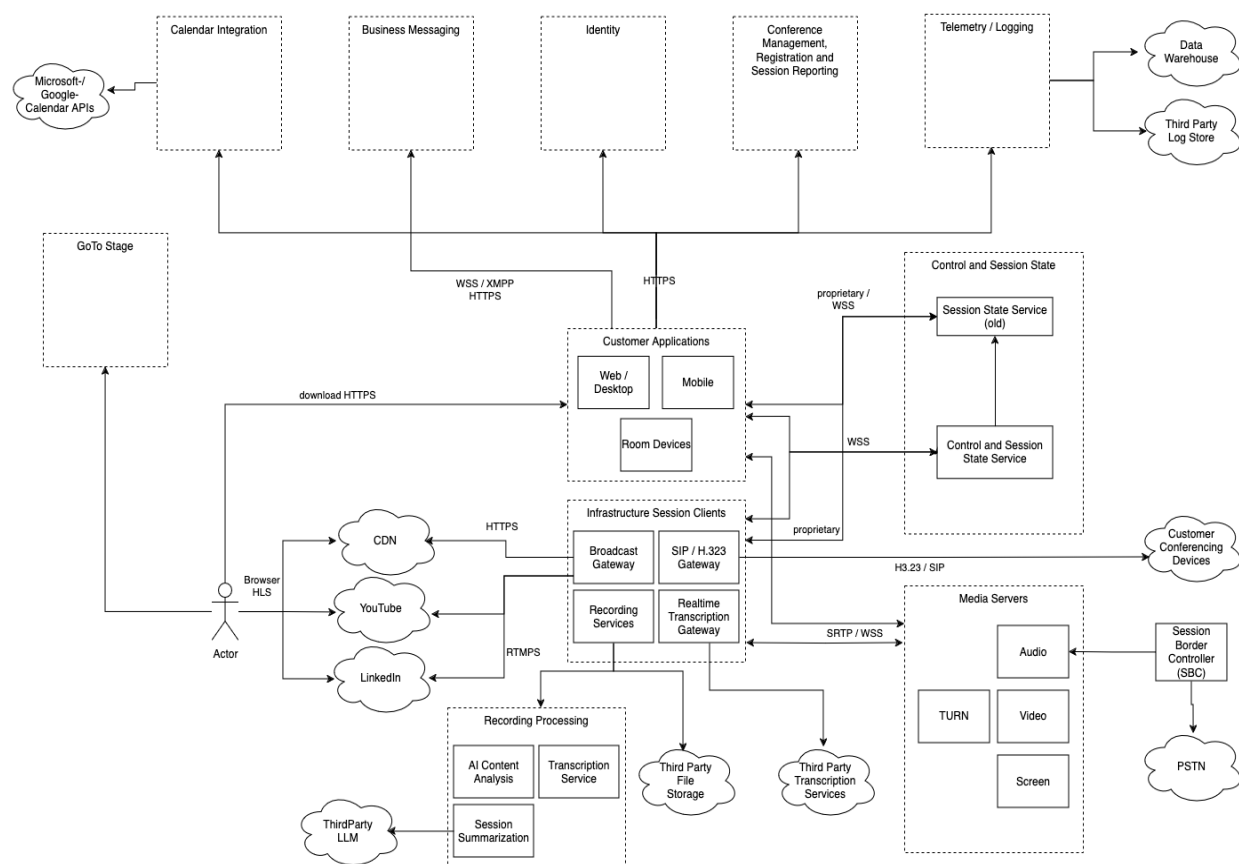 Calendar Integration
Business Messaging
Identity
Conference
Management,
Registration and
Session Reporting
Telemetry / Logging
Data
Warehouse
Microsoft-/
Google-
Calendar APIs
Third Party
Log Store
GoTo Stage
WSS / XMPP
HTTPS
HTTPS
proprietary /
WSS
Control and Session State
Session State Service
(old)
Customer Applications
Web /
Desktop
Mobile
Room Devices
download HTTPS
WSS
Control and Session
State Service
Infrastructure Session Clients
HTTPS
proprietary
CDN
Broadcast
Gateway
SIP / H.323
Gateway
H3.23 / SIP
Customer
Conferencing
Devices
Browser
HLS
YouTube
Recording
Services
Realtime
Transcription
Gateway
Media Servers
SRTP / WSS
Actor
RTMPS
LinkedIn
Audio
Session
Border
Controller
(SBC)
Recording Processing
TURN
Video
AI Content
Analysis
Transcription
Service
Third Party
File
Storage
Third Party
Transcription
Services
Screen
PSTN
ThirdParty
LLM
Session
Summarization